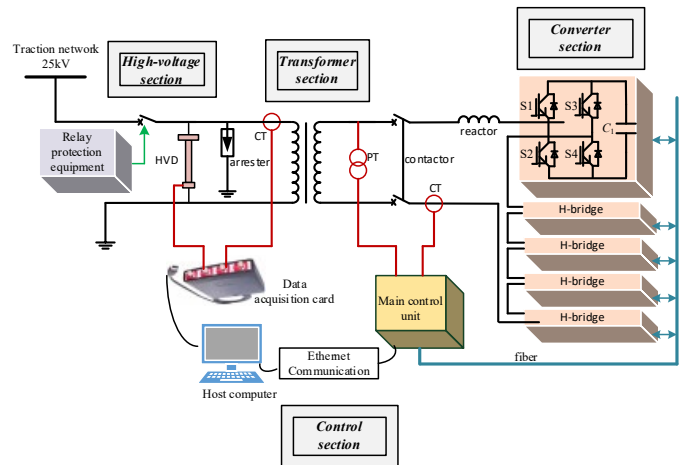 Converter
section
Traction network
25kV
High-voltage
section
Transformer
section
S1
S3
C1
CT
reactor
Relay
protection
equipment
HVD
arrester
PT
contactor
S2
S4
CT
H-bridge
H-bridge
H-bridge
H-bridge
Data
acquisition card
Main control
unit
Ethernet
Communication
fiber
Host computer
Control
section